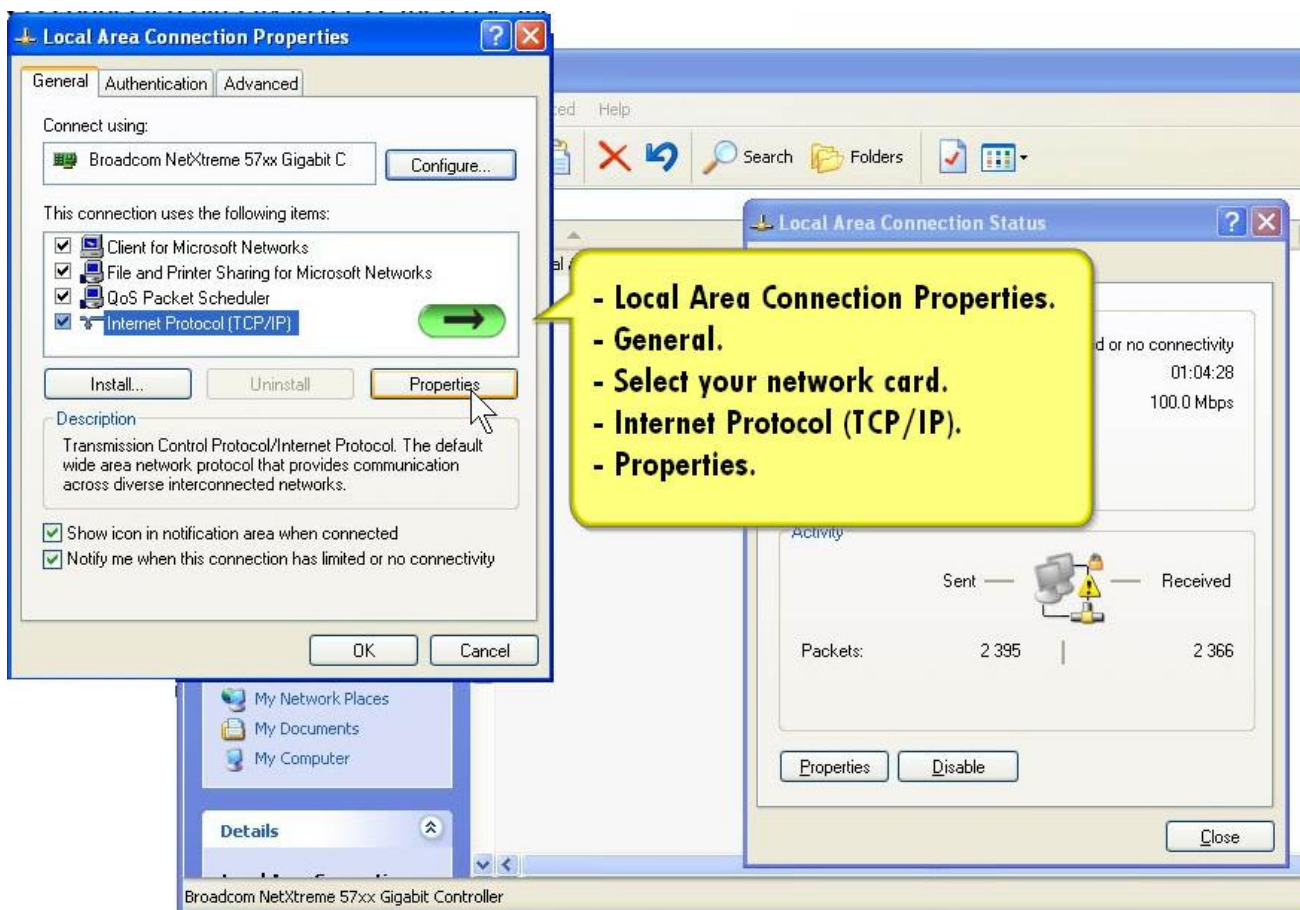 Local Area Connection Properties
General Authentication Advanced
Connect using:
Broadcom NetXtreme 57xx Gigabit C Configure...
This connection uses the following items:
Client for Microsoft Networks
File and Printer Sharing for Microsoft Networks
QoS Packet Scheduler
Internet Protocol (TCP/IP)
Install... Uninstall Properties
Description
Transmission Control Protocol/Internet Protocol. The default
wide area network protocol that provides communication
across diverse interconnected networks.
Show icon in notification area when connected
Notify me when this connection has limited or no connectivity
OK Cancel
Help
Search Folders
- Local Area Connection Properties.
- General.
- Select your network card.
- Internet Protocol (TCP/IP).
- Properties.
Local Area Connection Status
or no connectivity
01:04:28
100.0 Mbps
Activity
Sent Received
Packets: 2 395 2 366
Properties Disable
Close
My Network Places
My Documents
My Computer
Details
Broadcom NetXtreme 57xx Gigabit Controller